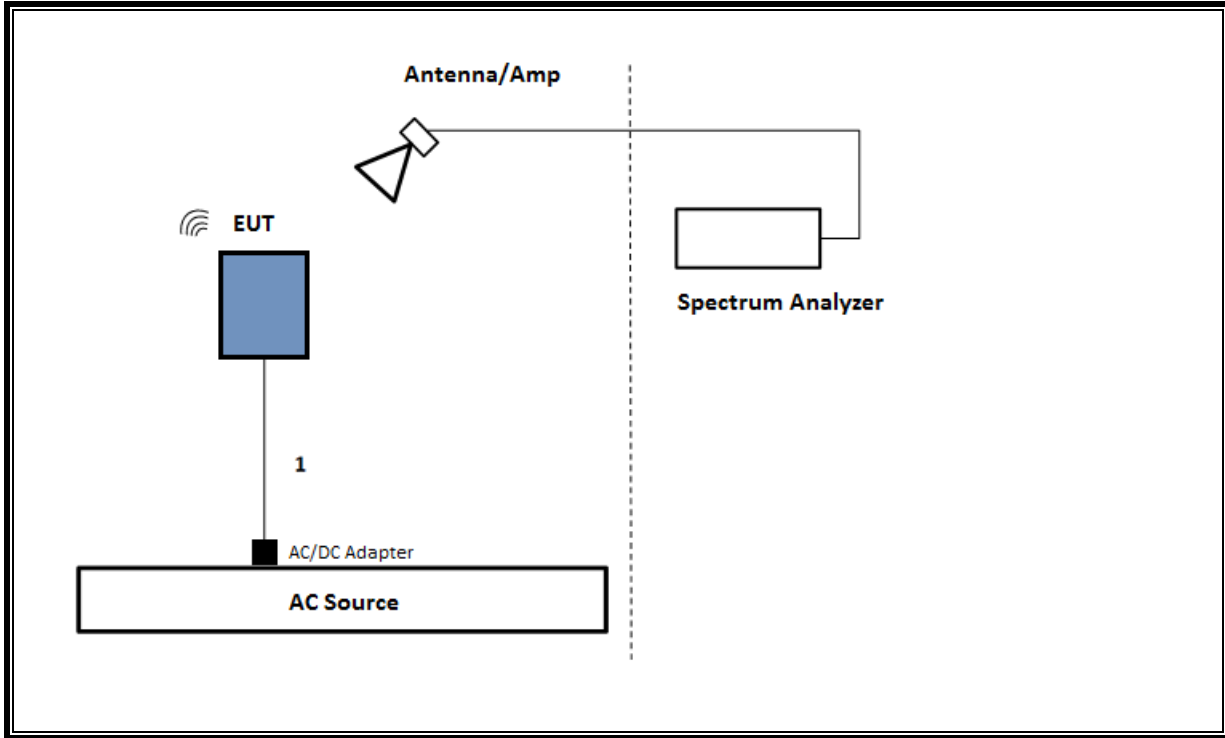 Antenna/Amp
EUT
Spectrum Analyzer
1
AC/DC Adapter
AC Source